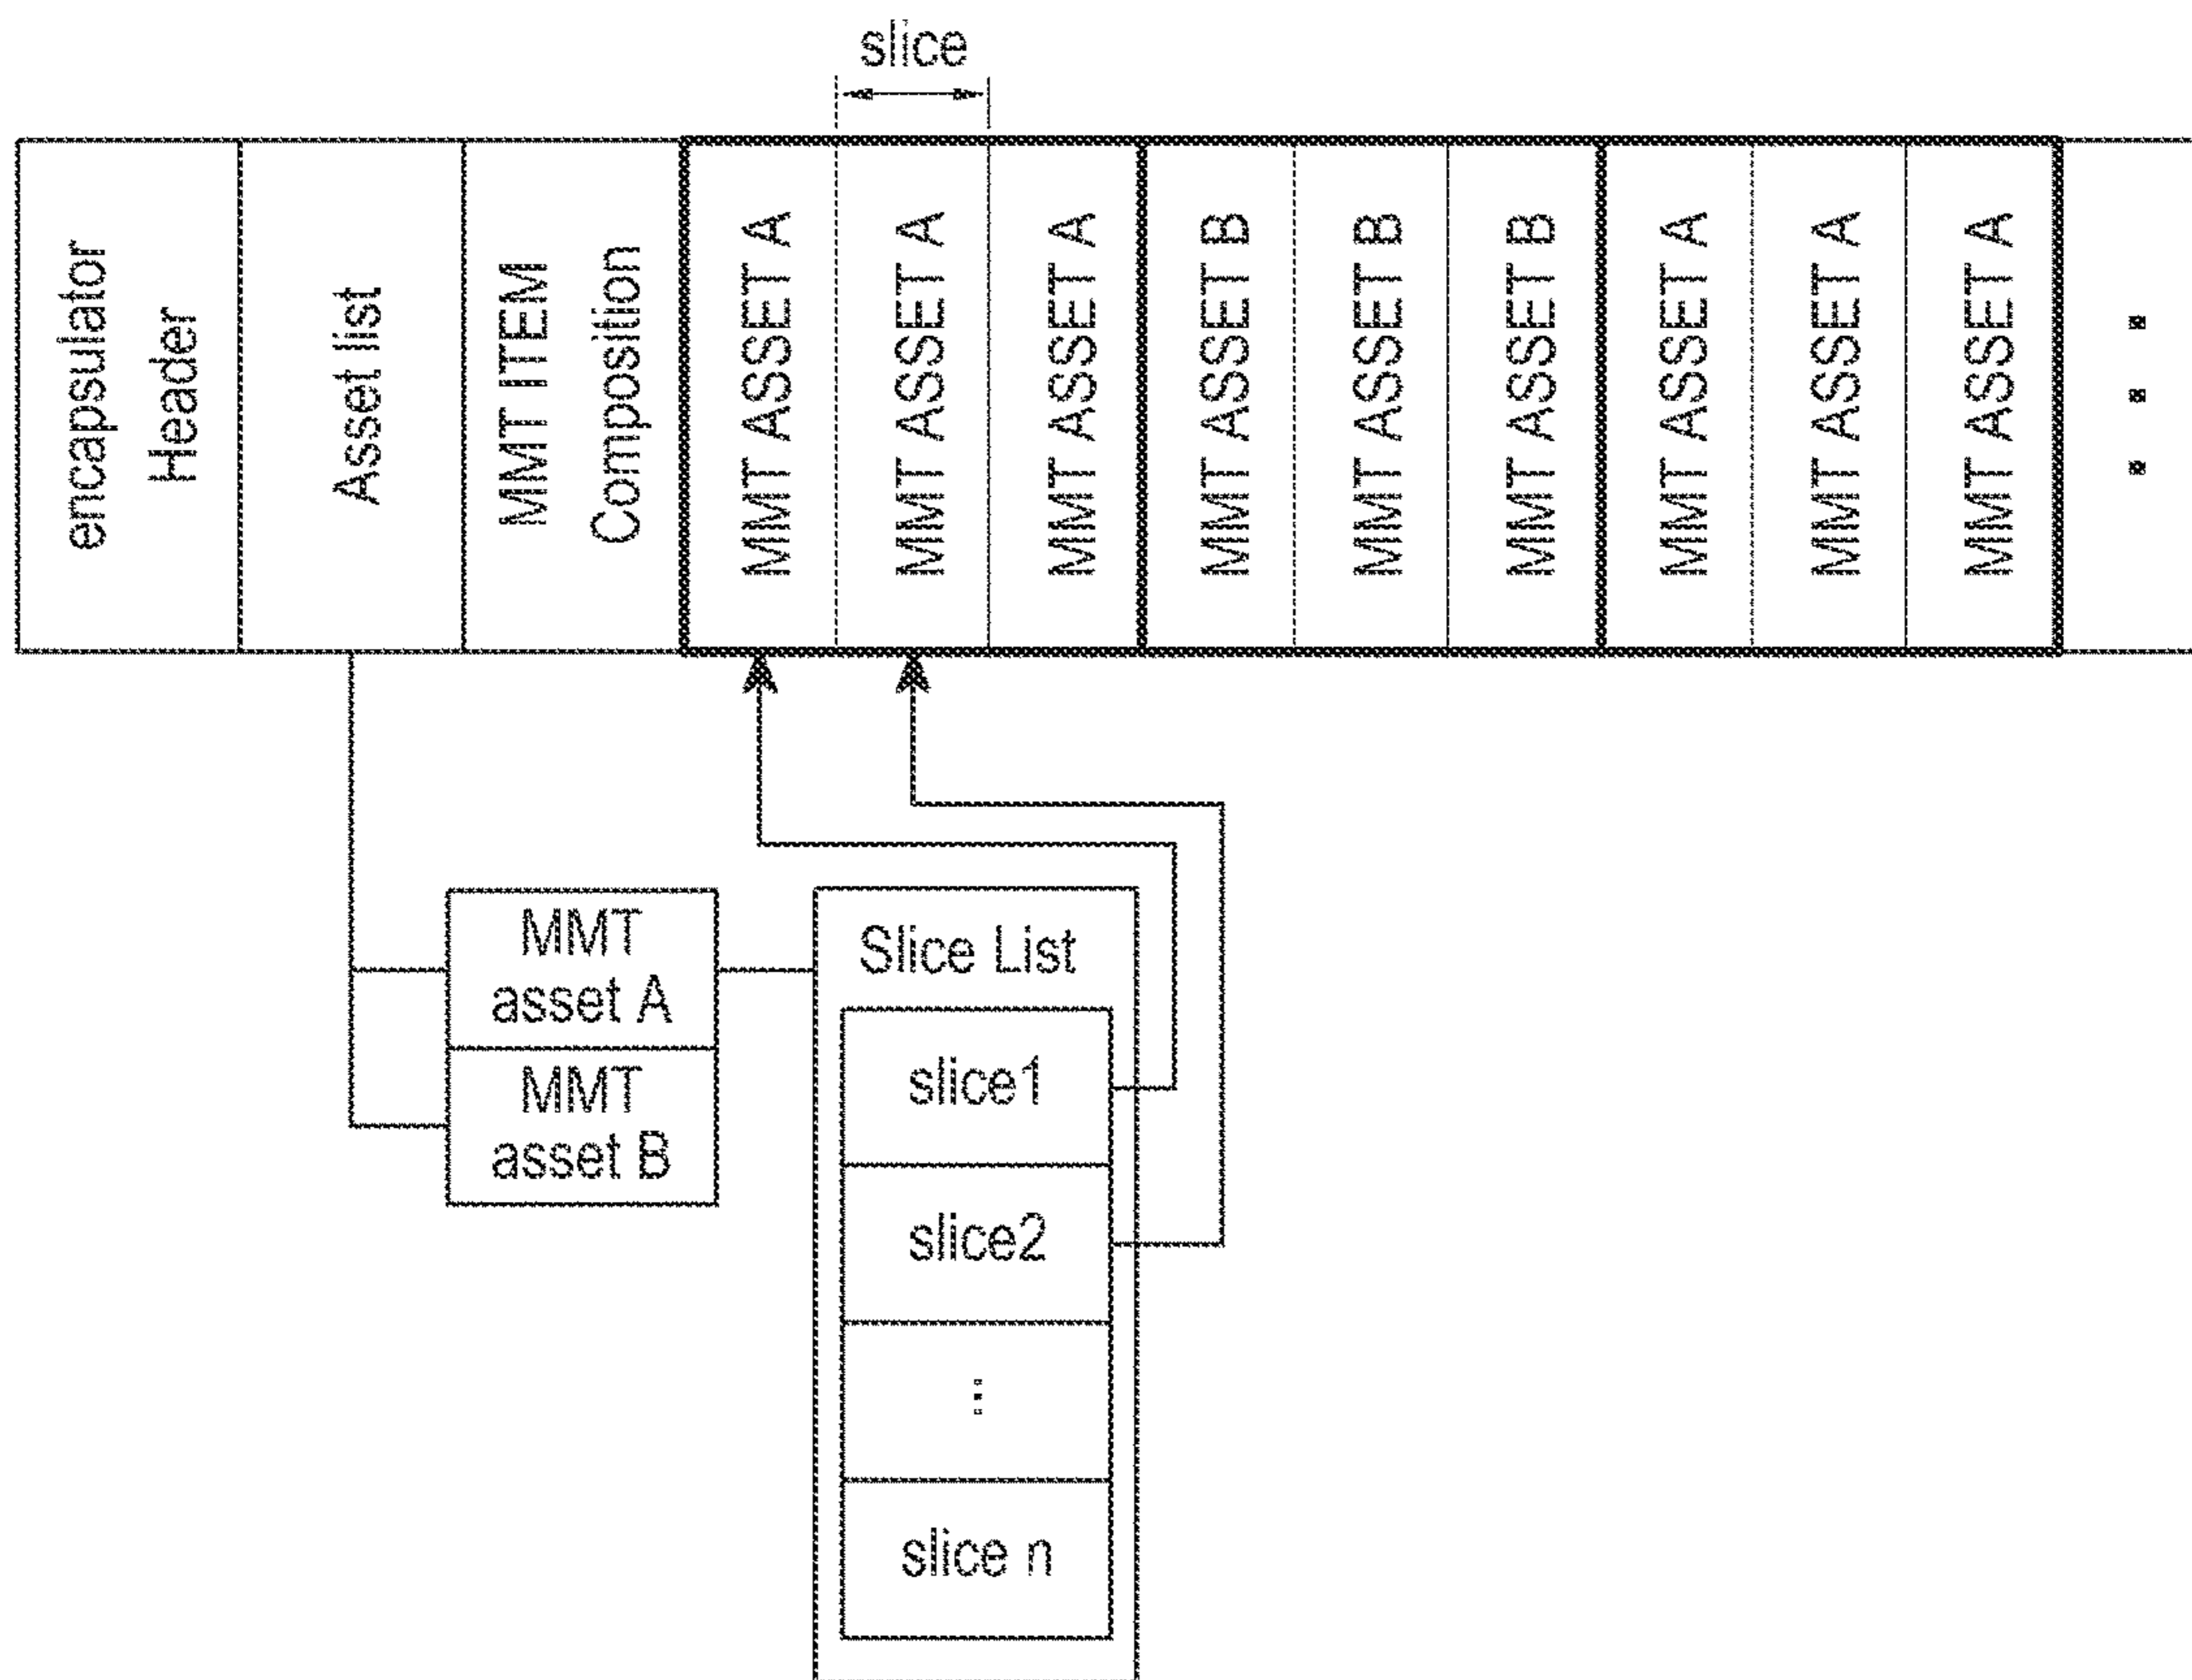 slice
encapsulator
Header
Asset list
MMT ITEM
Composition
MMT ASSET A
MMT ASSET A
MMT ASSET A
MMT ASSET B
MMT ASSET B
MMT ASSET B
MMT ASSET A
MMT ASSET A
MMT ASSET A
MMT
asset A
MMT
asset B
Slice List
slice1
slice2
slice n